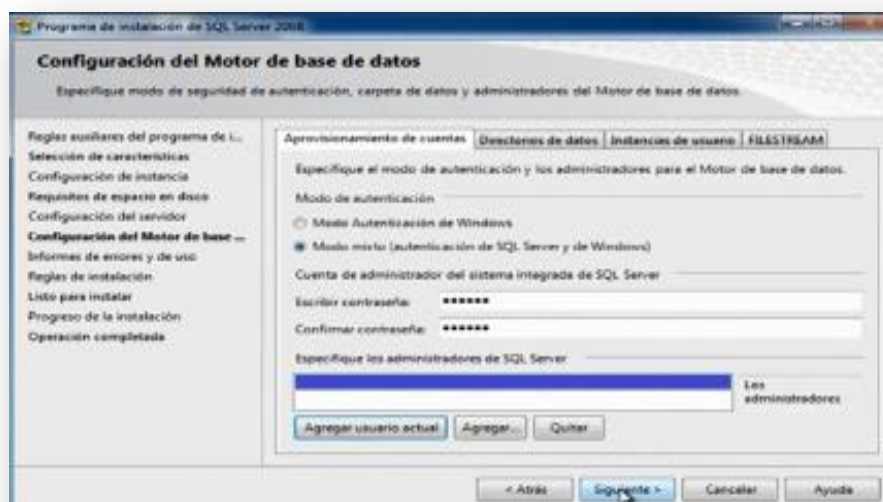 Programa de instalación de SQL Server 2008
Configuración del Motor de base de datos
Especifique modo de seguridad de autenticación, carpeta de datos y administradores del Motor de base de datos.
Reglas auxiliares del programa de i...
Selección de características
Configuración de instancia
Requisitos de espacio en disco
Configuración del servidor
Configuración del Motor de base ...
Informes de errores y de uso
Reglas de instalación
Listo para instalar
Progreso de la instalación
Operación completada
Aprovisionamiento de cuentas
Directorios de datos
Instancias de usuario
FILESTREAM
Especifique el modo de autenticación y los administradores para el Motor de base de datos.
Modo de autenticación
Modo Autenticación de Windows
Modo mixto (autenticación de SQL Server y de Windows)
Cuenta de administrador del sistema integrada de SQL Server
Escribir contraseña: ●●●●●●
Confirmar contraseña: ●●●●●●
Especifique los administradores de SQL Server
Los
administradores
Agregar usuario actual
Agregar...
Quitar
< Atrás
Siguiente >
Cancelar
Ayuda